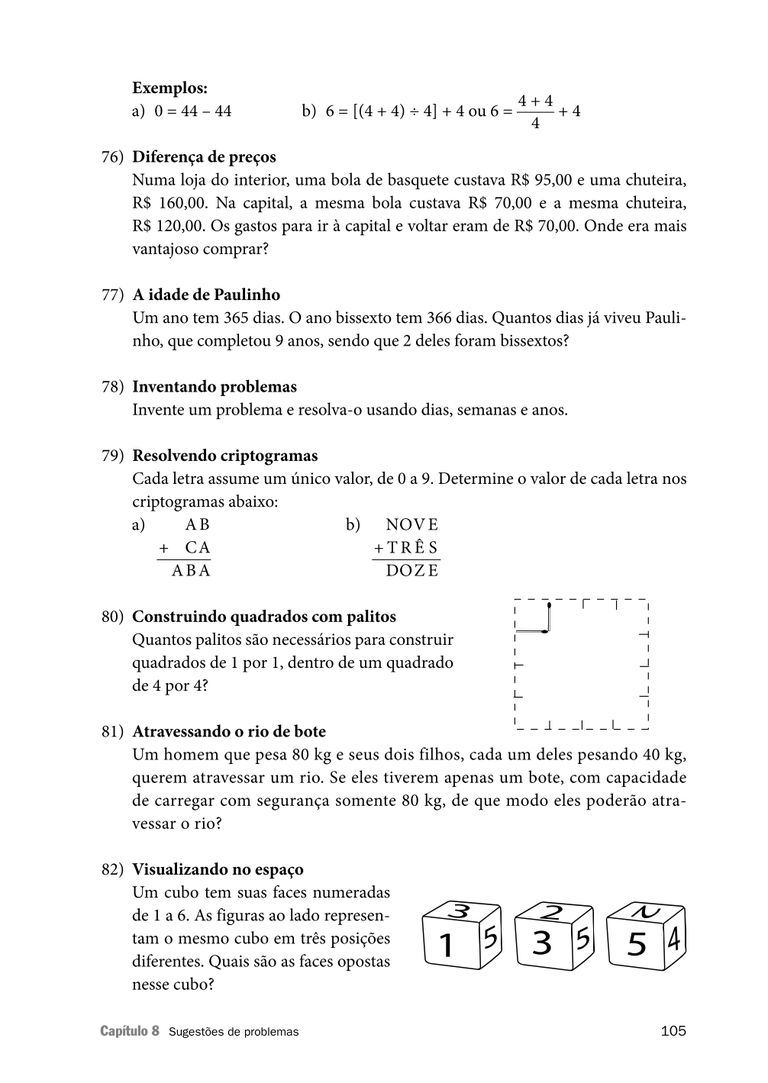 Exemplos:
a) 0 = 44 – 44 b) 6 = [(4 + 4) ÷ 4] + 4 ou 6 = (4 + 4)/4 + 4
76) Diferença de preços
Numa loja do interior, uma bola de basquete custava R$ 95,00 e uma chuteira,
R$ 160,00. Na capital, a mesma bola custava R$ 70,00 e a mesma chuteira,
R$ 120,00. Os gastos para ir à capital e voltar eram de R$ 70,00. Onde era mais
vantajoso comprar?
77) A idade de Paulinho
Um ano tem 365 dias. O ano bissexto tem 366 dias. Quantos dias já viveu Pauli-
nho, que completou 9 anos, sendo que 2 deles foram bissextos?
78) Inventando problemas
Invente um problema e resolva-o usando dias, semanas e anos.
79) Resolvendo criptogramas
Cada letra assume um único valor, de 0 a 9. Determine o valor de cada letra nos
criptogramas abaixo:
a) A B b) N O V E
+ C A + T R Ê S
A B A D O Z E
80) Construindo quadrados com palitos
Quantos palitos são necessários para construir
quadrados de 1 por 1, dentro de um quadrado
de 4 por 4?
81) Atravessando o rio de bote
Um homem que pesa 80 kg e seus dois filhos, cada um deles pesando 40 kg,
querem atravessar um rio. Se eles tiverem apenas um bote, com capacidade
de carregar com segurança somente 80 kg, de que modo eles poderão atra-
vessar o rio?
82) Visualizando no espaço
Um cubo tem suas faces numeradas
de 1 a 6. As figuras ao lado represen-
tam o mesmo cubo em três posições
diferentes. Quais são as faces opostas
nesse cubo?
3 2 2
1 5 3 5 5 4
Capítulo 8 Sugestões de problemas 105